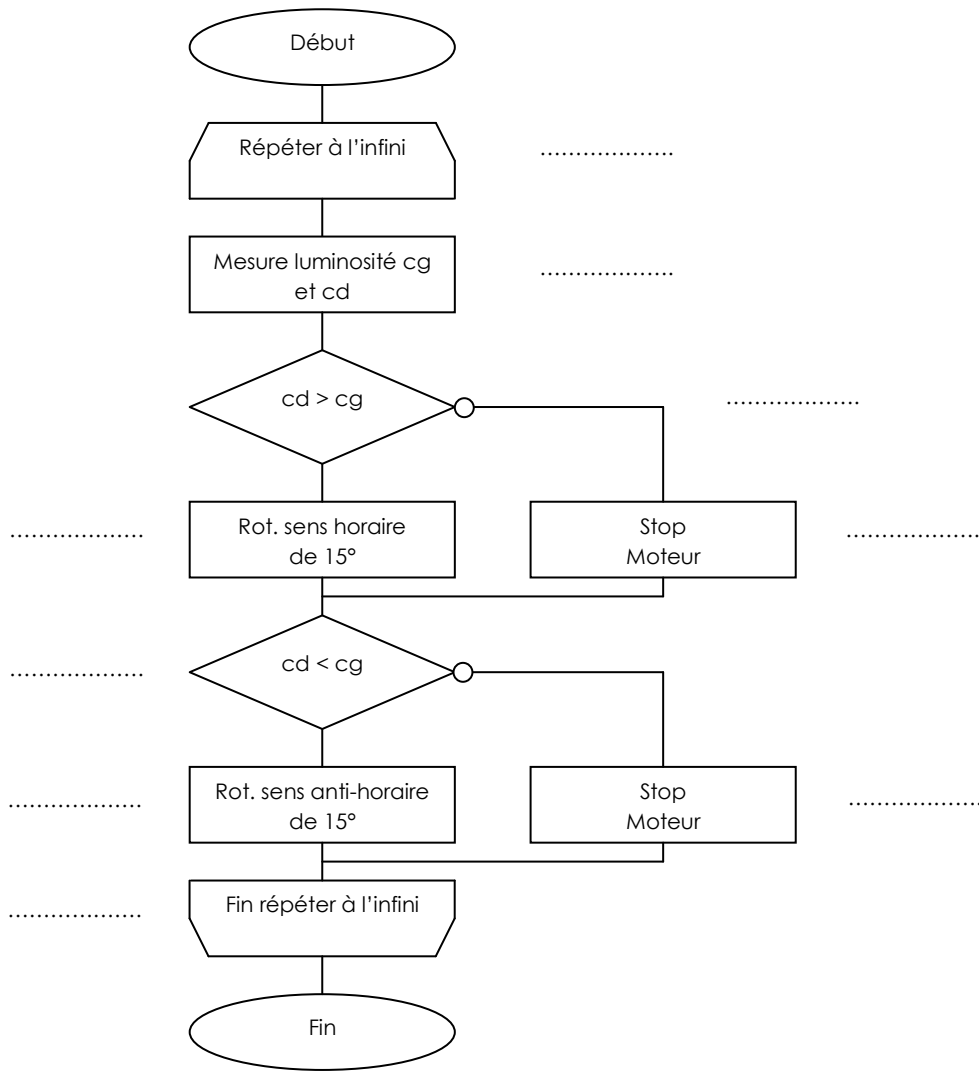 Début
Répéter à l'infini
...................
Mesure luminosité cg
et cd
...................
cd > cg
...................
...................
Rot. sens horaire
de 15°
Stop
Moteur
...................
...................
cd < cg
...................
Rot. sens anti-horaire
de 15°
Stop
Moteur
...................
...................
Fin répéter à l'infini
Fin